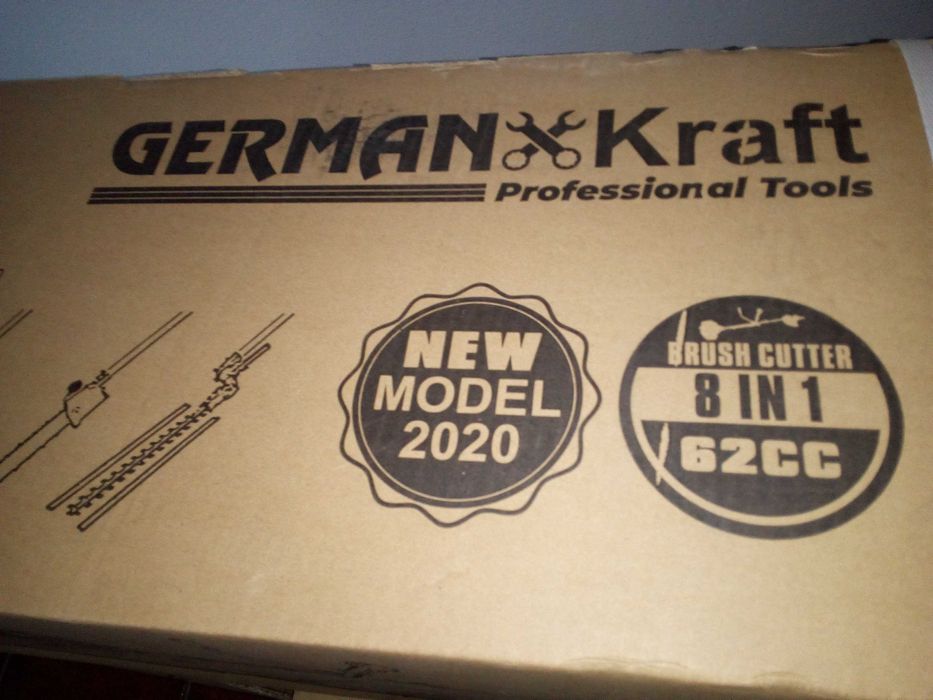 GERMAN Kraft
Professional Tools
NEW
MODEL
2020
BRUSH CUTTER
8 IN 1
62CC